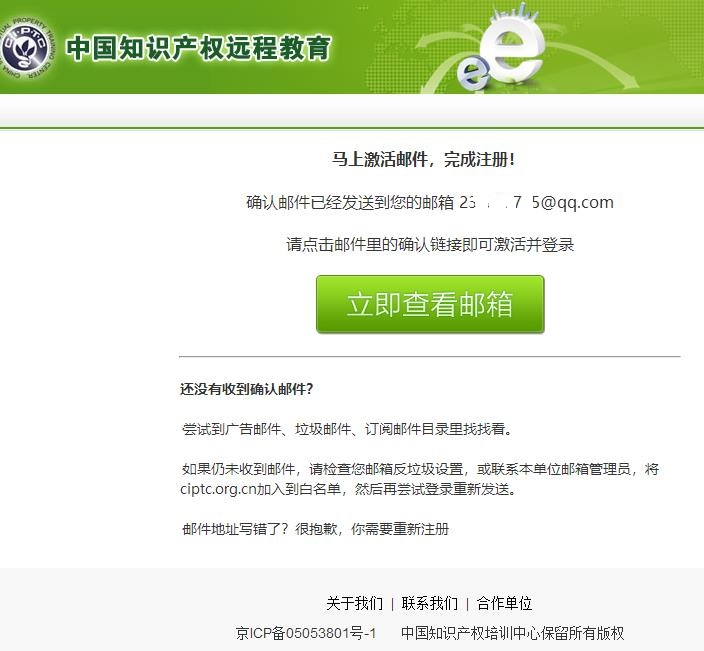 中国知识产权远程教育
马上激活邮件，完成注册！
确认邮件已经发送到您的邮箱 23 7 5@qq.com
请点击邮件里的确认链接即可激活并登录
立即查看邮箱
还没有收到确认邮件？
尝试到广告邮件、垃圾邮件、订阅邮件目录里找找看。
如果仍未收到邮件，请检查您邮箱反垃圾设置，或联系本单位邮箱管理员，将
ciptc.org.cn加入到白名单，然后再尝试登录重新发送。
邮件地址写错了？很抱歉，你需要重新注册
关于我们 | 联系我们 | 合作单位
京ICP备05053801号-1 中国知识产权培训中心保留所有版权